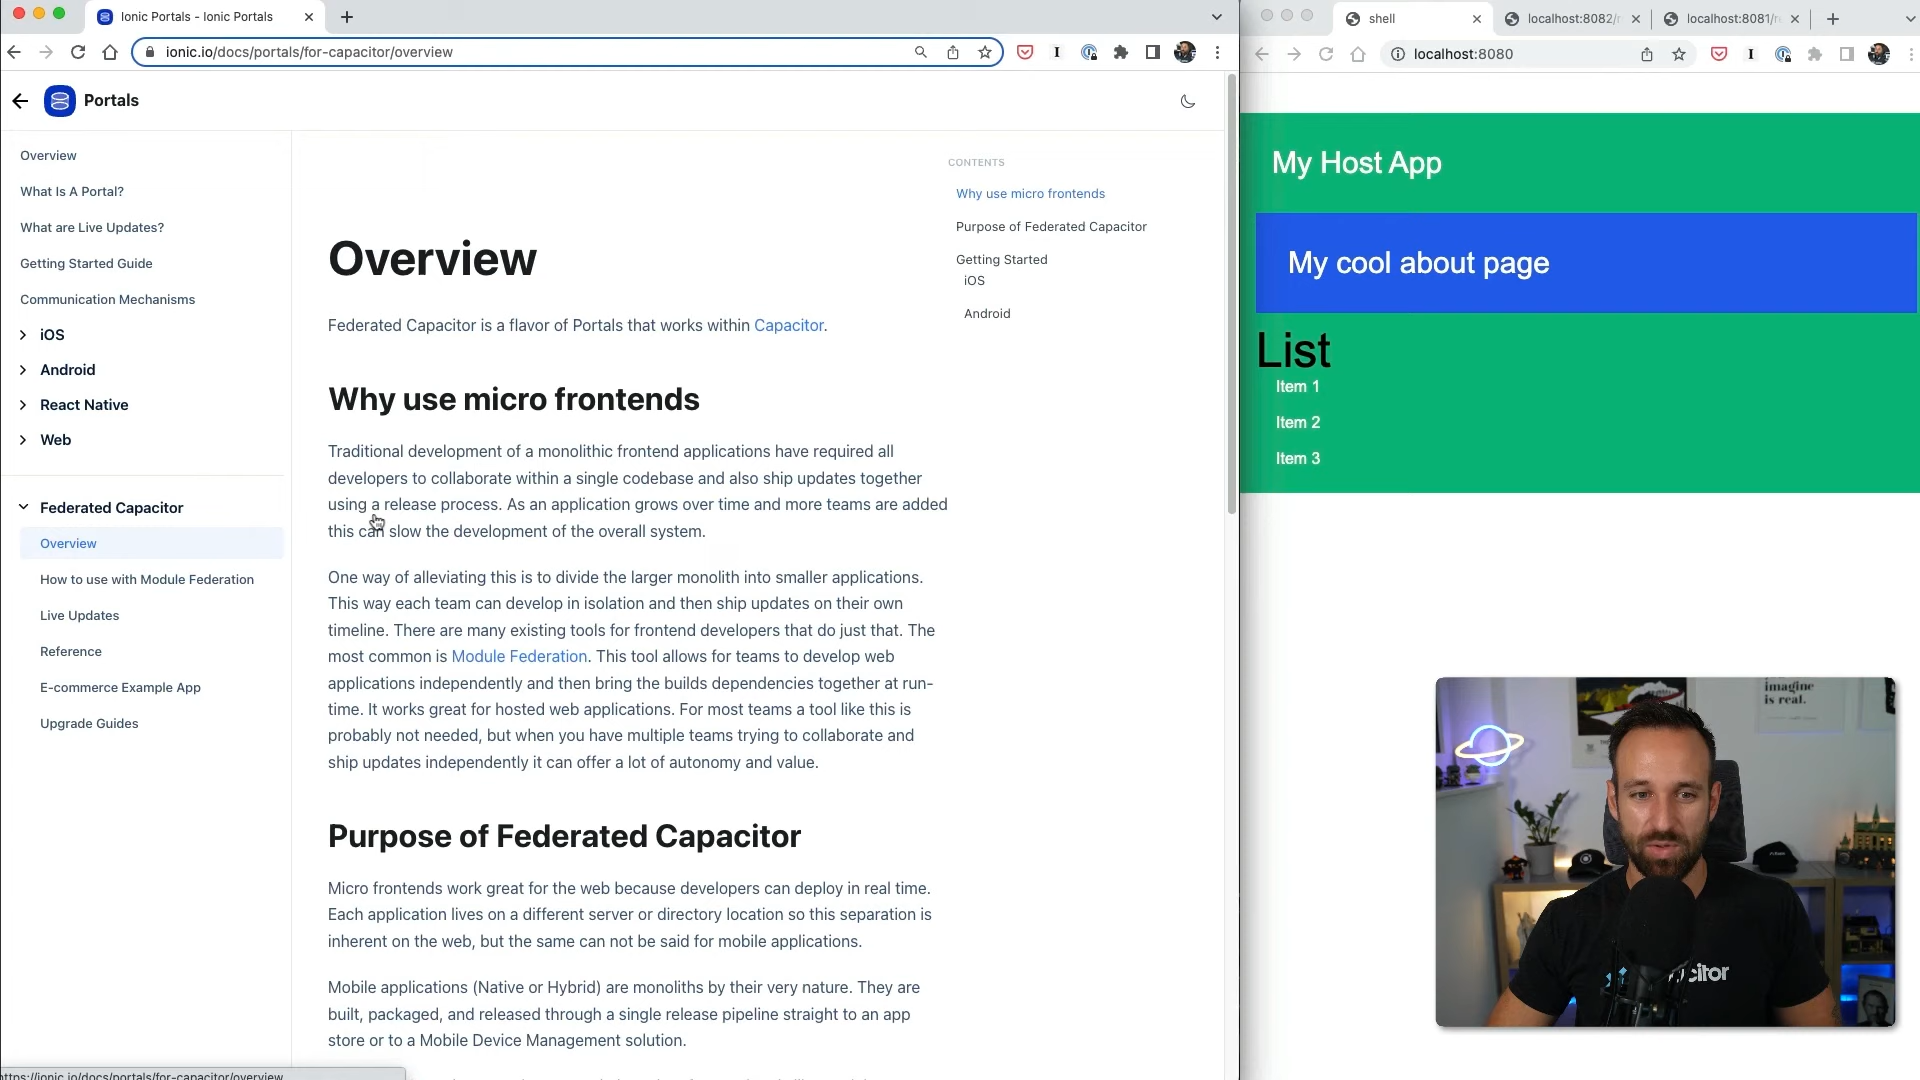 Ionic Portals - Ionic Portals
ionic.io/docs/portals/for-capacitor/overview
Portals
Overview
What Is A Portal?
What are Live Updates?
Getting Started Guide
Communication Mechanisms
iOS
Android
React Native
Web
Federated Capacitor
Overview
How to use with Module Federation
Live Updates
Reference
E-commerce Example App
Upgrade Guides
Overview
Federated Capacitor is a flavor of Portals that works within Capacitor.
Why use micro frontends
Traditional development of a monolithic frontend applications have required all
developers to collaborate within a single codebase and also ship updates together
using a release process. As an application grows over time and more teams are added
this can slow the development of the overall system.
One way of alleviating this is to divide the larger monolith into smaller applications.
This way each team can develop in isolation and then ship updates on their own
timeline. There are many existing tools for frontend developers that do just that. The
most common is Module Federation. This tool allows for teams to develop web
applications independently and then bring the builds dependencies together at run-
time. It works great for hosted web applications. For most teams a tool like this is
probably not needed, but when you have multiple teams trying to collaborate and
ship updates independently it can offer a lot of autonomy and value.
Purpose of Federated Capacitor
Micro frontends work great for the web because developers can deploy in real time.
Each application lives on a different server or directory location so this separation is
inherent on the web, but the same can not be said for mobile applications.
Mobile applications (Native or Hybrid) are monoliths by their very nature. They are
built, packaged, and released through a single release pipeline straight to an app
store or to a Mobile Device Management solution.
CONTENTS
Why use micro frontends
Purpose of Federated Capacitor
Getting Started
iOS
Android
https://ionic.io/docs/portals/for-capacitor/overview
shell
localhost:8082/
localhost:8081/
localhost:8080
My Host App
My cool about page
List
Item 1
Item 2
Item 3
imagine
is real.
citor